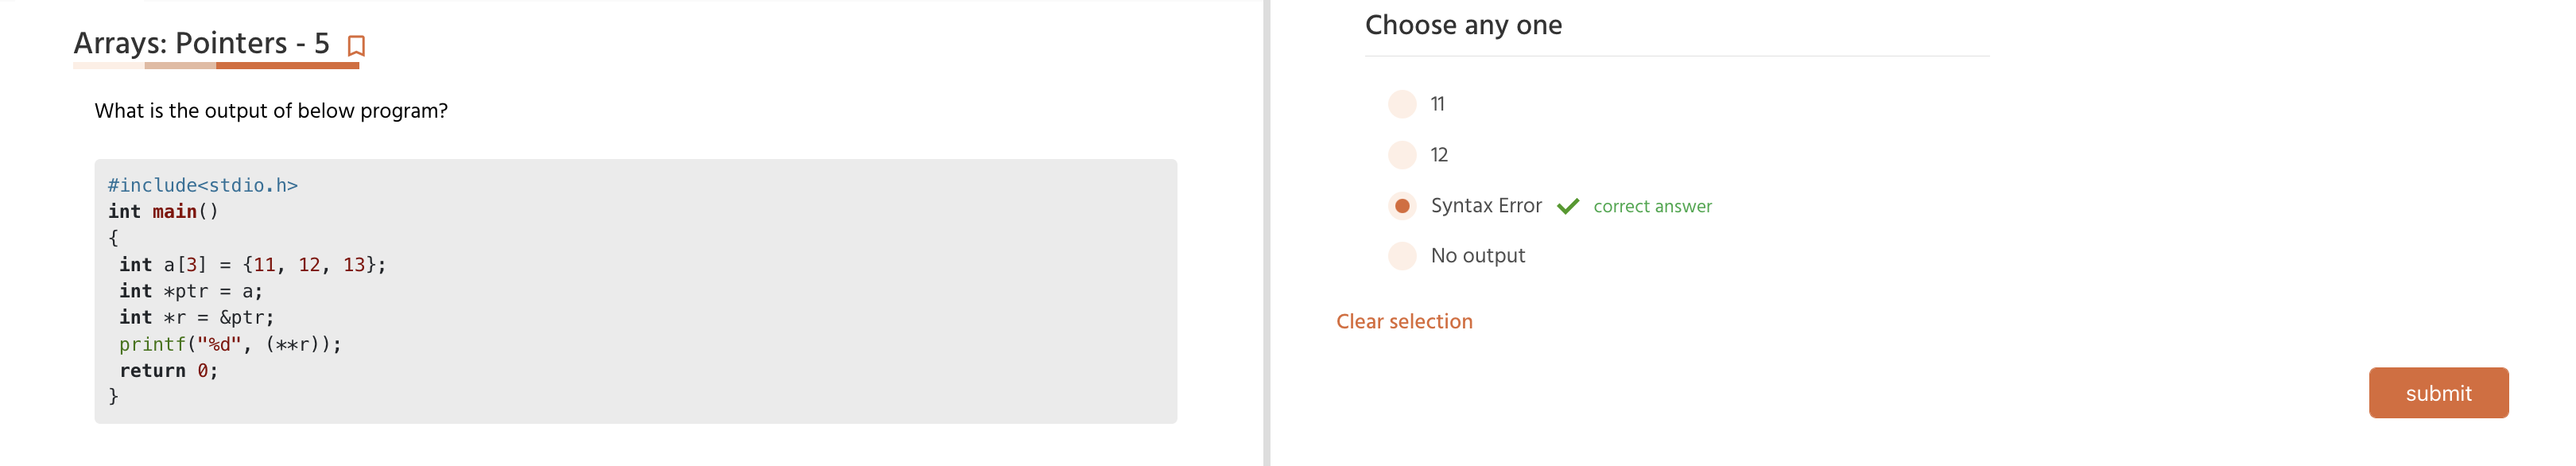 Arrays: Pointers - 5
What is the output of below program?
#include<stdio.h>
int main()
{
 int a[3] = {11, 12, 13};
 int *ptr = a;
 int *r = &ptr;
 printf("%d", (**r));
 return 0;
}
Choose any one
11
12
Syntax Error correct answer
No output
Clear selection
submit